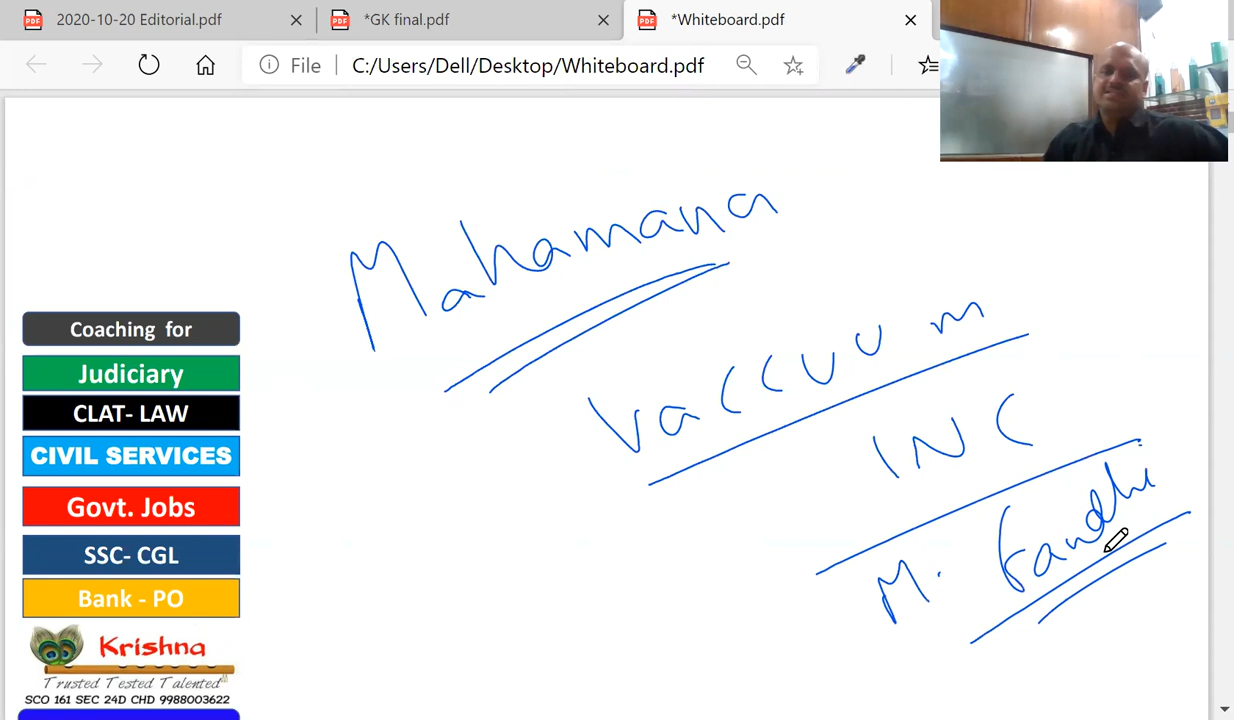 2020-10-20 Editorial.pdf
*GK final.pdf
*Whiteboard.pdf
File
C:/Users/Dell/Desktop/Whiteboard.pdf
Mahamana
Vaccuum
INC
M. Gandhi
Coaching for
Judiciary
CLAT- LAW
CIVIL SERVICES
Govt. Jobs
SSC- CGL
Bank - PO
Krishna
Trusted Tested Talented
SCO 161 SEC 24D CHD 9988003622